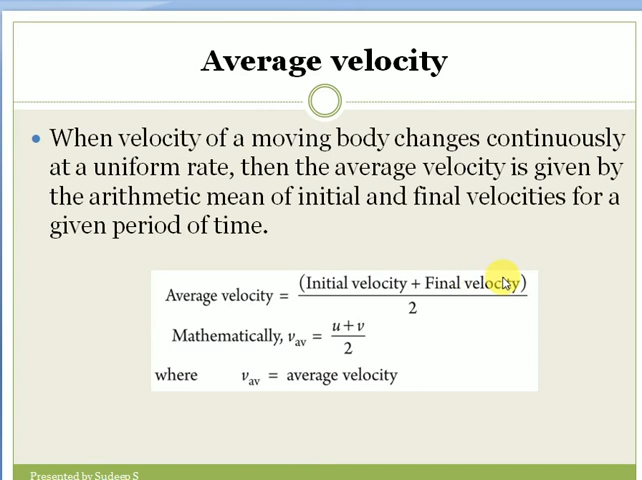 Average velocity
• When velocity of a moving body changes continuously
at a uniform rate, then the average velocity is given by
the arithmetic mean of initial and final velocities for a
given period of time.
Average velocity = (Initial velocity + Final velocity) / 2
Mathematically, v_av = u+v / 2
where v_av = average velocity
Presented by Sudeep S